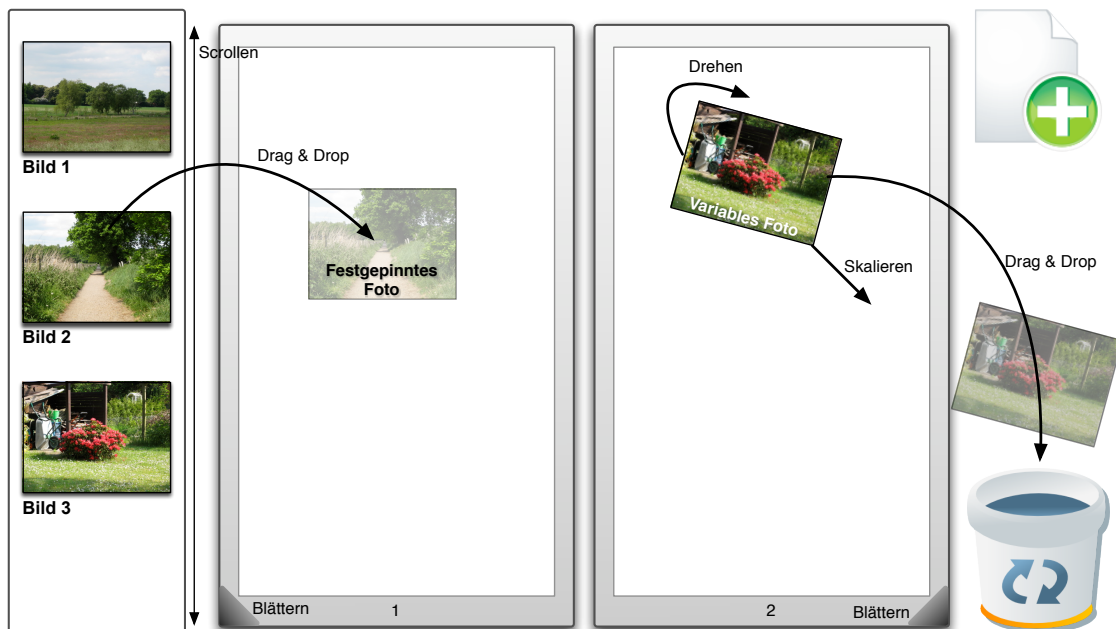 Bild 1
Bild 2
Bild 3
Scrollen
Drag & Drop
Festgepinntes
Foto
Blättern
1
Drehen
Variables Foto
Skalieren
2
Blättern
Drag & Drop